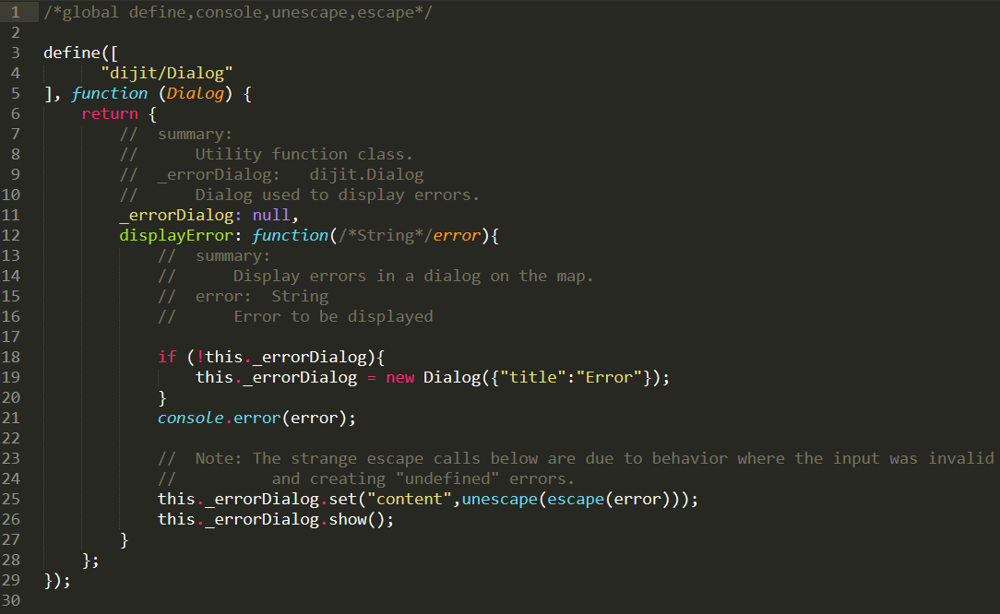 1 /*global define,console,unescape,escape*/
2
3 define([
4       "dijit/Dialog"
5 ], function (Dialog) {
6     return {
7         //  summary:
8         //      Utility function class.
9         //  _errorDialog:   dijit.Dialog
10         //      Dialog used to display errors.
11         _errorDialog: null,
12         displayError: function(/*String*/error){
13             //  summary:
14             //      Display errors in a dialog on the map.
15             //  error:  String
16             //      Error to be displayed
17
18             if (!this._errorDialog){
19                 this._errorDialog = new Dialog({"title":"Error"});
20             }
21             console.error(error);
22
23             //  Note: The strange escape calls below are due to behavior where the input was invalid
24             //          and creating "undefined" errors.
25             this._errorDialog.set("content",unescape(escape(error)));
26             this._errorDialog.show();
27         }
28     };
29 });
30